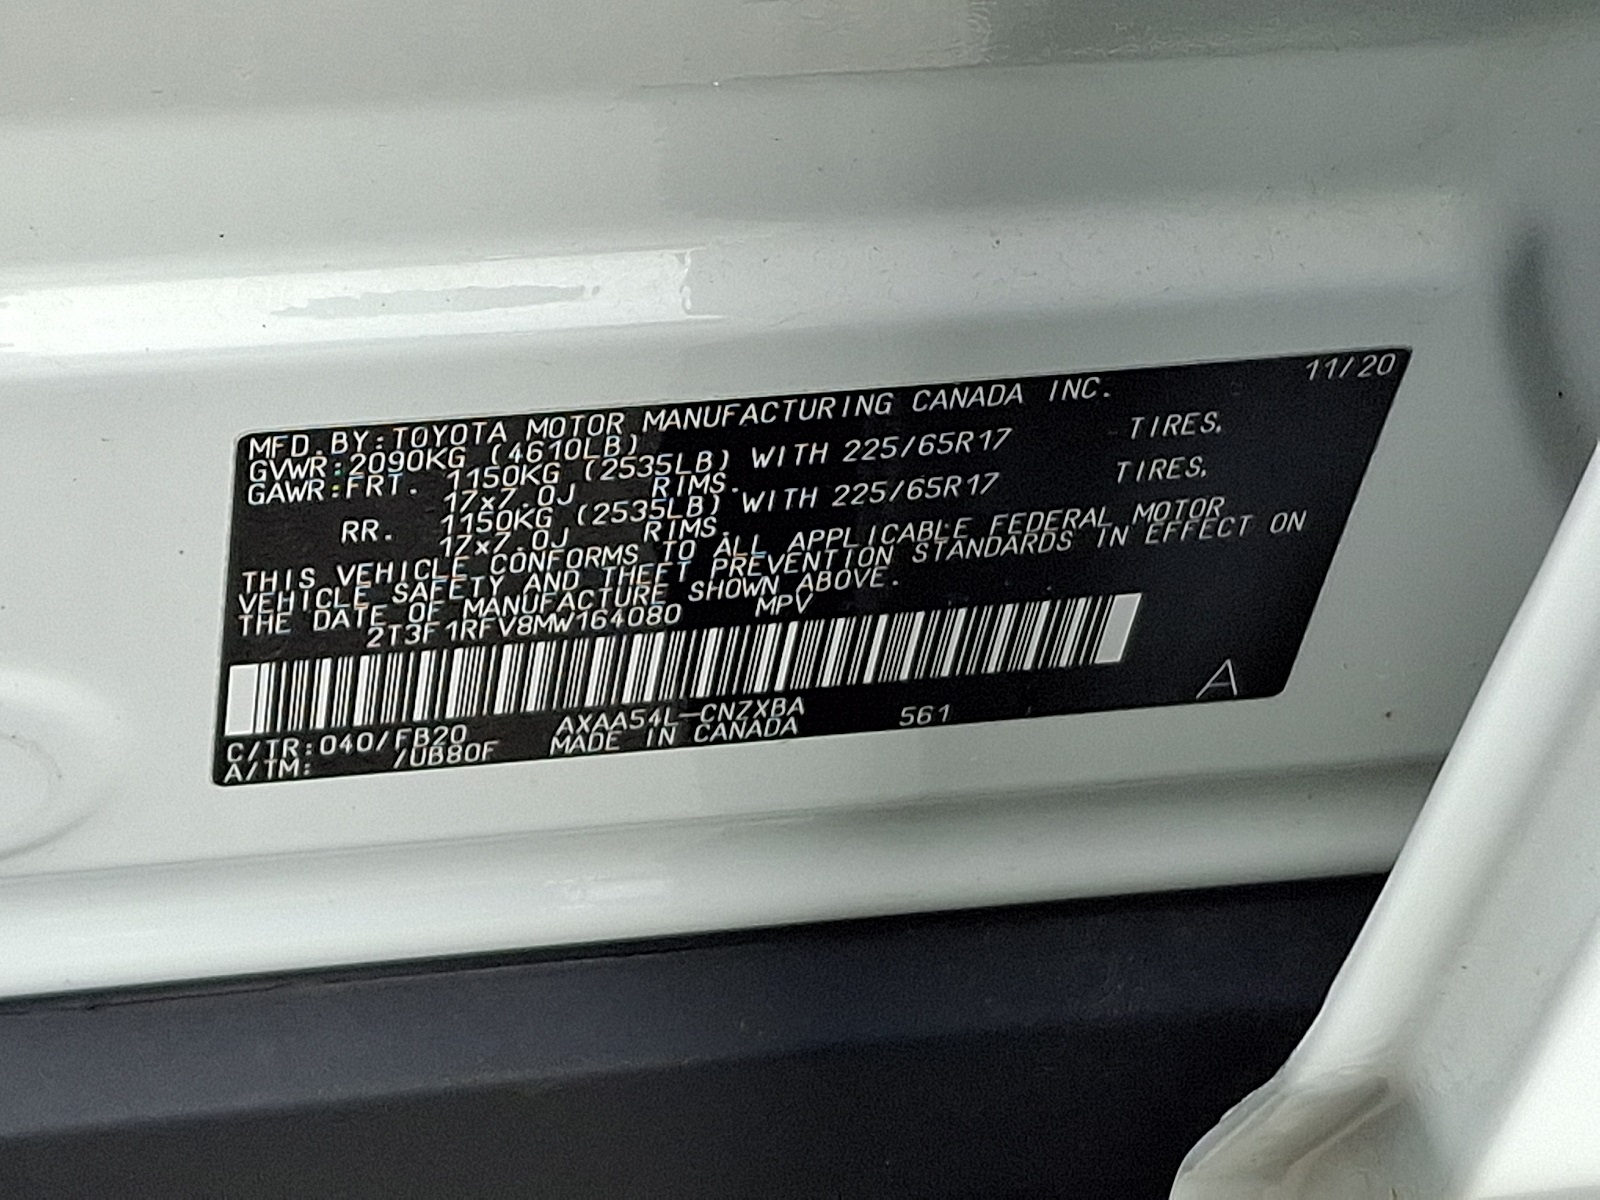 11/20
MFD. BY: TOYOTA MOTOR MANUFACTURING CANADA INC.
GVWR: 2090KG (4610LB)
GAWR: FRT. 1150KG (2535LB) WITH 225/65R17 TIRES,
17x7.0J RIMS.
RR. 1150KG (2535LB) WITH 225/65R17 TIRES,
17x7.0J RIMS.
THIS VEHICLE CONFORMS TO ALL APPLICABLE FEDERAL MOTOR
VEHICLE SAFETY AND THEFT PREVENTION STANDARDS IN EFFECT ON
THE DATE OF MANUFACTURE SHOWN ABOVE.
2T3F1RFV8MW164080 MPV
A
C/TR: 040/FB20 AXAA54L-CNZXBA 561
A/TM: /UB80F MADE IN CANADA